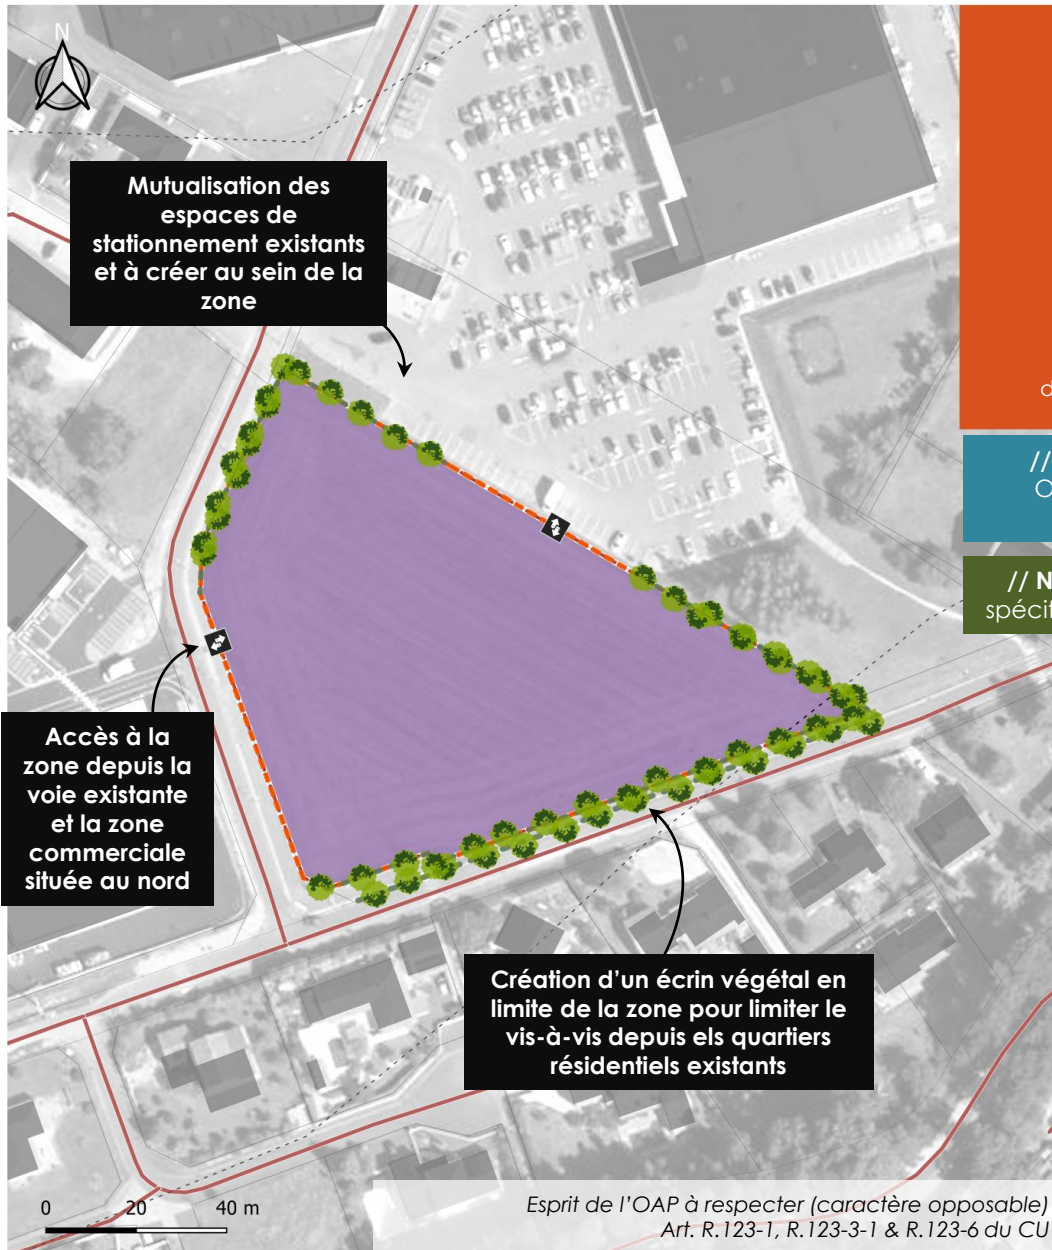 N
Mutualisation des
espaces de
stationnement existants
et à créer au sein de la
zone
d
//
O
// N
spécif
Accès à la
zone depuis la
voie existante
et la zone
commerciale
située au nord
Création d'un écrin végétal en
limite de la zone pour limiter le
vis-à-vis depuis els quartiers
résidentiels existants
0 20 40 m
Esprit de l'OAP à respecter (caractère opposable)
Art. R.123-1, R.123-3-1 & R.123-6 du CU